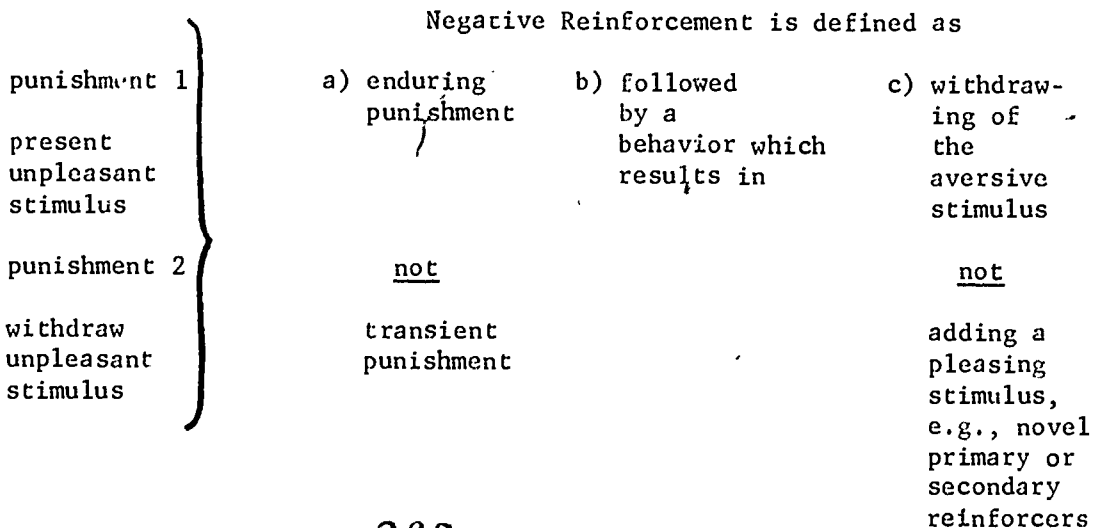 Negative Reinforcement is defined as
punishment 1
present
unpleasant
stimulus
punishment 2
withdraw
unpleasant
stimulus
a) enduring
punishment
not
transient
punishment
b) followed
by a
behavior which
results in
c) withdraw-
ing of
the
aversive
stimulus
not
adding a
pleasing
stimulus,
e.g., novel
primary or
secondary
reinforcers